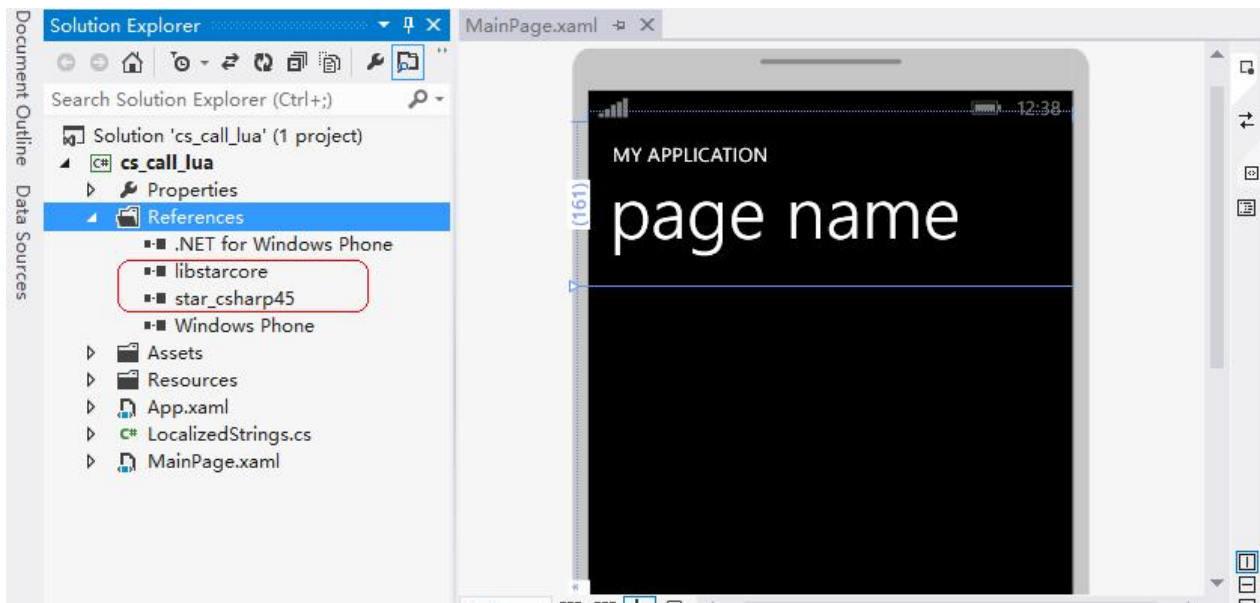 Document Outline
Data Sources
Solution Explorer
Search Solution Explorer (Ctrl+;)
Solution 'cs_call_lua' (1 project)
C# cs_call_lua
Properties
References
.NET for Windows Phone
libstarcore
star_csharp45
Windows Phone
Assets
Resources
App.xaml
C# LocalizedStrings.cs
MainPage.xaml
MainPage.xaml
12:38
MY APPLICATION
(161)
page name